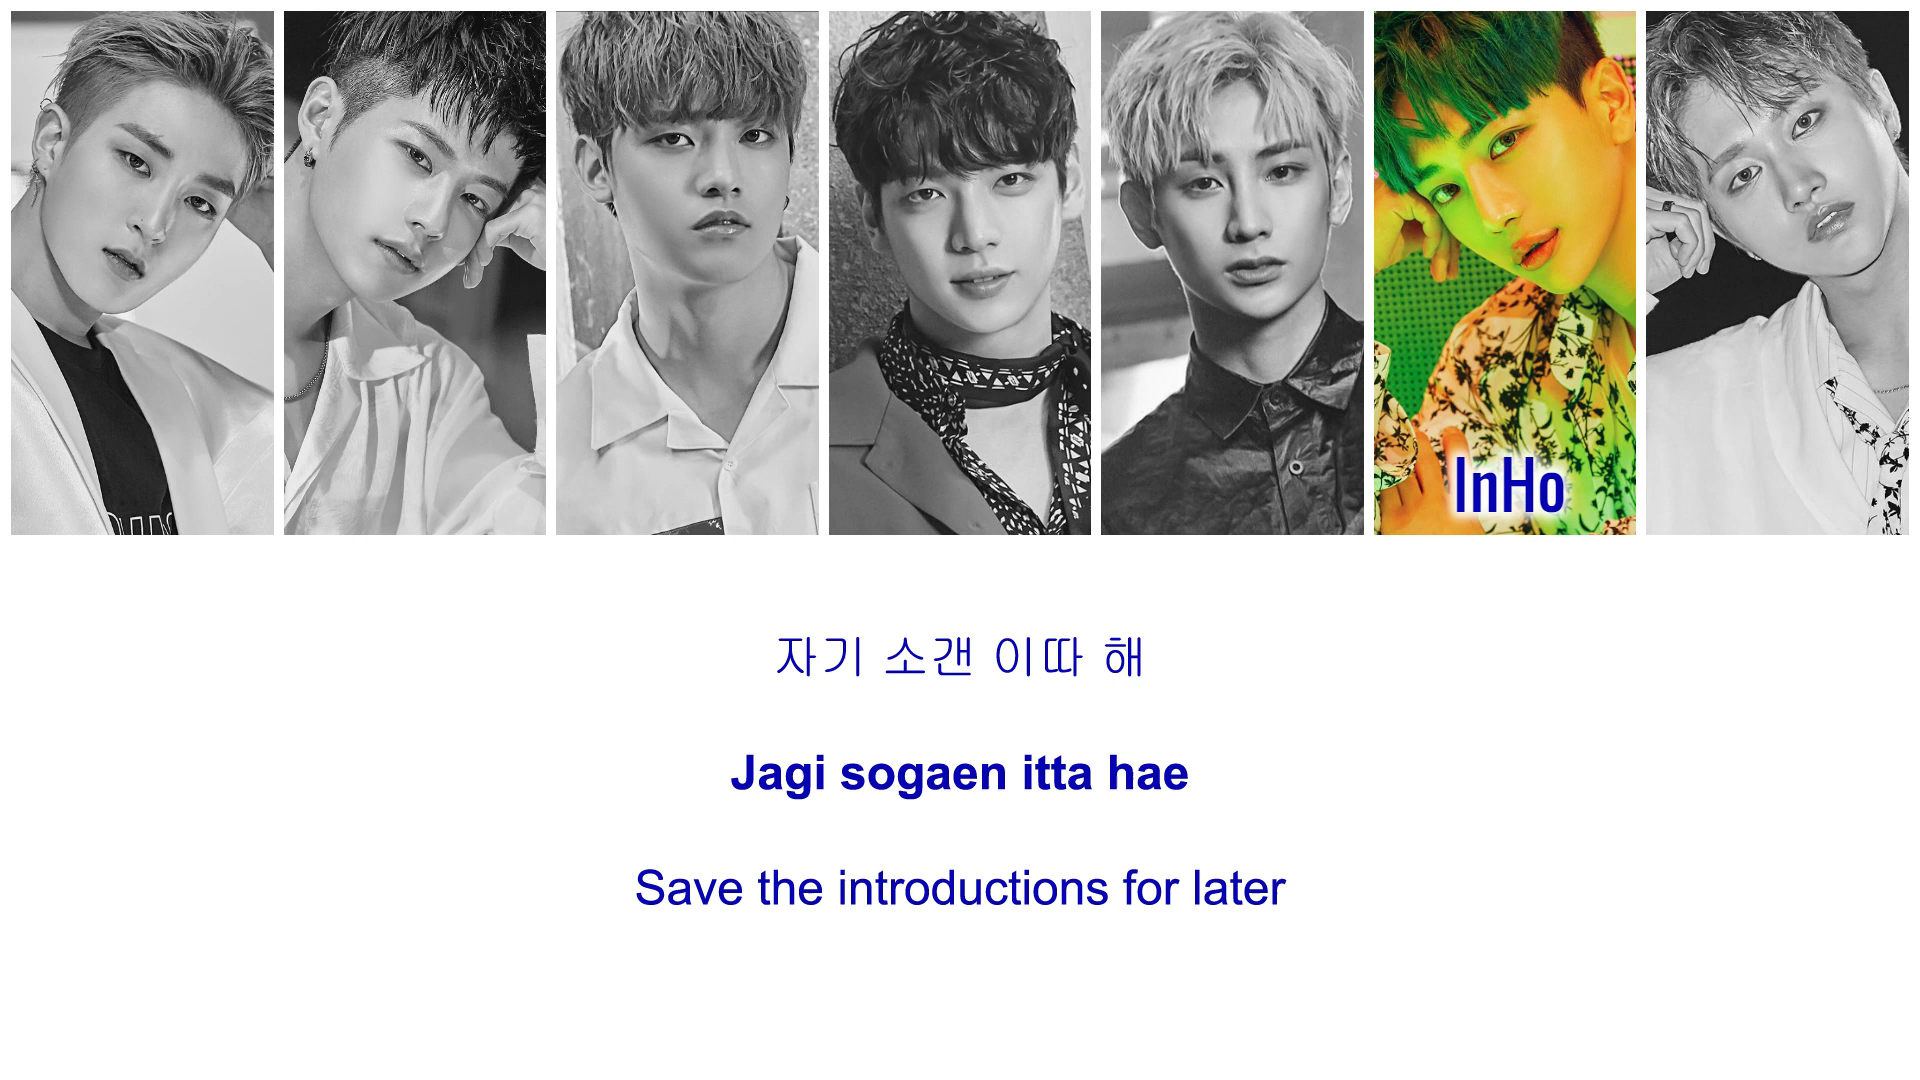 InHo
자기 소갠 이따 해
Jagi sogaen itta hae
Save the introductions for later